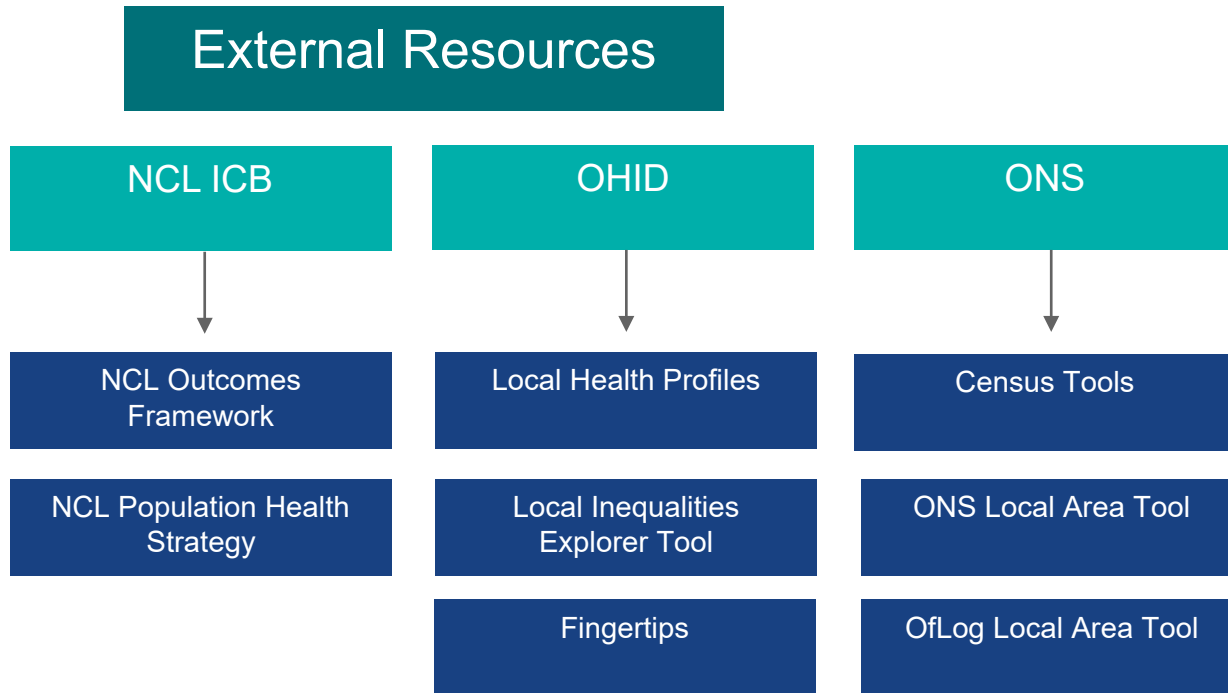 External Resources
NCL ICB
OHID
ONS
NCL Outcomes
Framework
Local Health Profiles
Census Tools
NCL Population Health
Strategy
Local Inequalities
Explorer Tool
ONS Local Area Tool
Fingertips
OfLog Local Area Tool